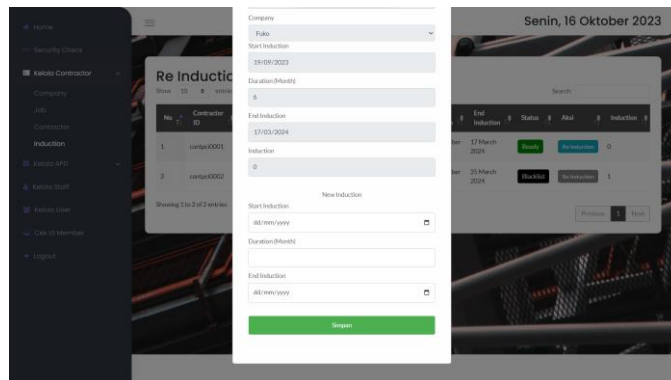 Home
Security Check
Kelola Contractor
Company
Job
Contractor
Induction
Kelola APD
Kelola Staff
Kelola User
Cek Id Member
Logout
Senin, 16 Oktober 2023
Re Inductio
Show 10 entries
Search:
No
Contractor ID
End Induction
Status
Aksi
Induction
1
contpci0001
17 March 2024
Ready
Re Induction
0
2
contpci0002
25 March 2024
Blacklist
Re Induction
1
Showing 1 to 2 of 2 entries
Previous 1 Next
Company
Fuko
Start Induction
19/09/2023
Duration (Month)
6
End Induction
17/03/2024
Induction
0
New Induction
Start Induction
dd/mm/yyyy
Duration (Month)
End Induction
dd/mm/yyyy
Simpan